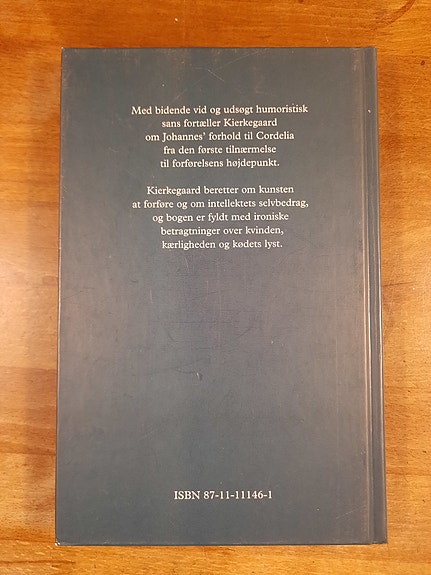 Med bidende vid og udsøgt humoristisk
sans fortæller Kierkegaard
om Johannes' forhold til Cordelia
fra den første tilnærmelse
til forførelsens højdepunkt.
Kierkegaard beretter om kunsten
at forføre og om intellektets selvbedrag,
og bogen er fyldt med ironiske
betragtninger over kvinden,
kærligheden og kødets lyst.
ISBN 87-11-11146-1